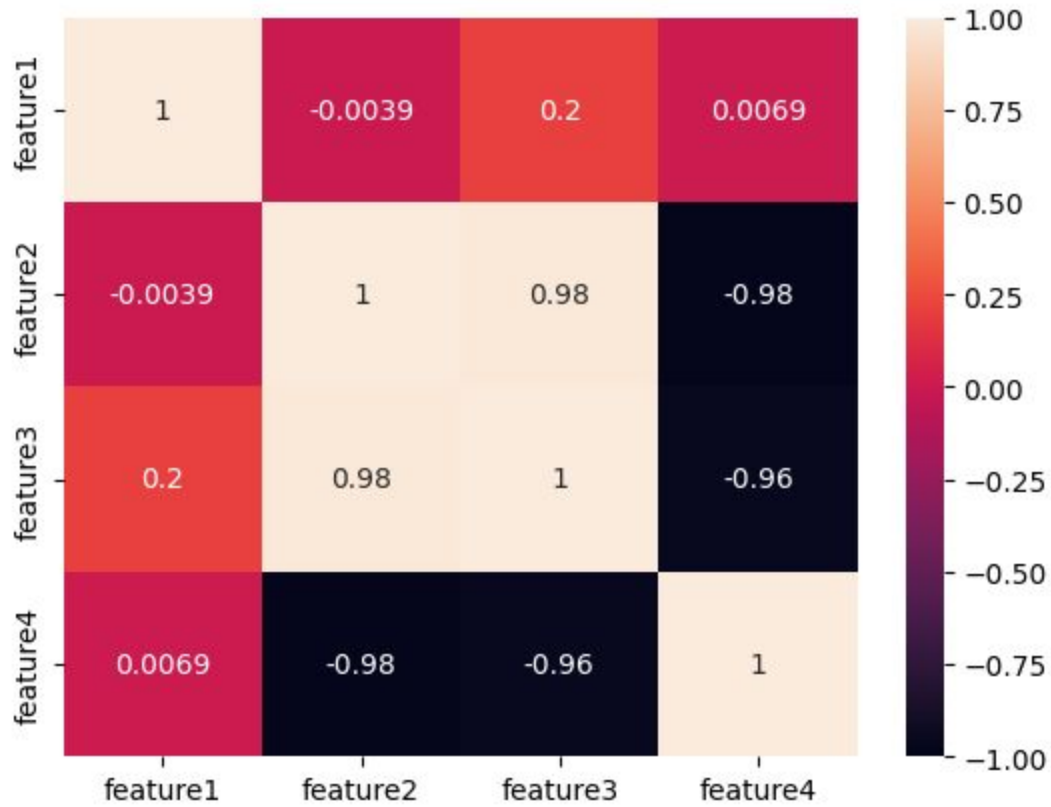 feature1
1 -0.0039 0.2 0.0069
feature2
-0.0039 1 0.98 -0.98
feature3
0.2 0.98 1 -0.96
feature4
0.0069 -0.98 -0.96 1
feature1 feature2 feature3 feature4
1.00
0.75
0.50
0.25
0.00
−0.25
−0.50
−0.75
−1.00